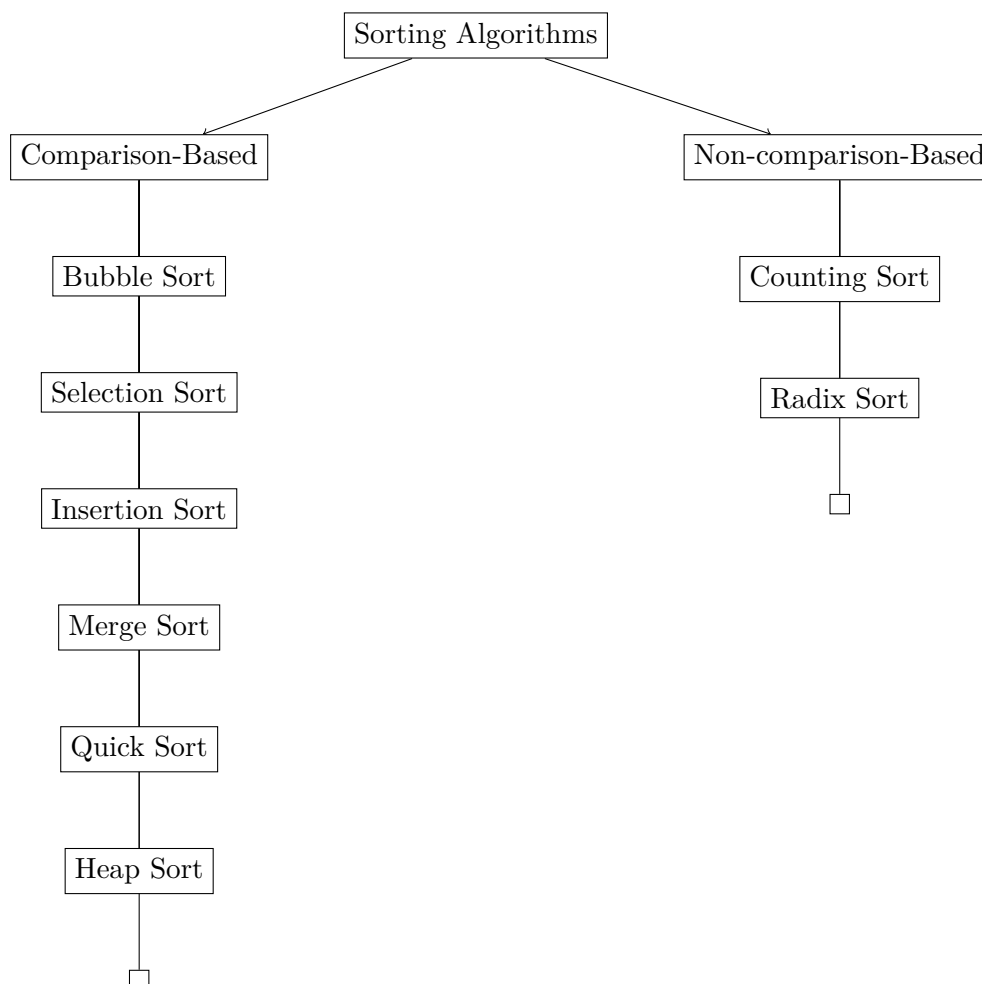 Sorting Algorithms
Comparison-Based
Non-comparison-Based
Bubble Sort
Counting Sort
Selection Sort
Radix Sort
Insertion Sort
Merge Sort
Quick Sort
Heap Sort